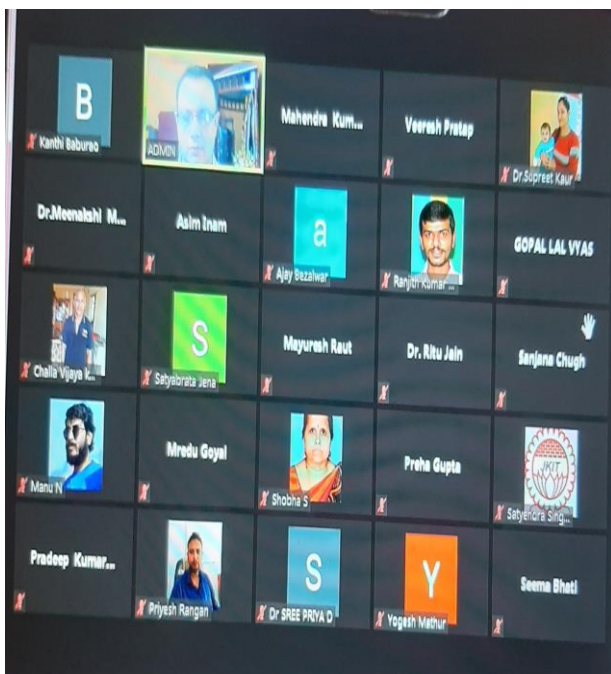 B
Kanthi Baburao
ADMIN
Mahendra Kum...
Veeresh Pratap
Dr.Supreet Kaur
Dr.Meenakshi M...
Asim Inam
a
Ajay Bezalwar
Ranjith Kumar ...
GOPAL LAL VYAS
Challa Vijaya K...
S
Satyabrata Jena
Mayuresh Raut
Dr. Ritu Jain
Sanjana Chugh
Manu N
Mredu Goyal
Shobha S
Preha Gupta
JKIT
Satyendra Sing...
Pradeep Kumar...
Priyesh Rangan
S
Dr SREE PRIYA D
Y
Yogesh Mathur
Seema Bhati